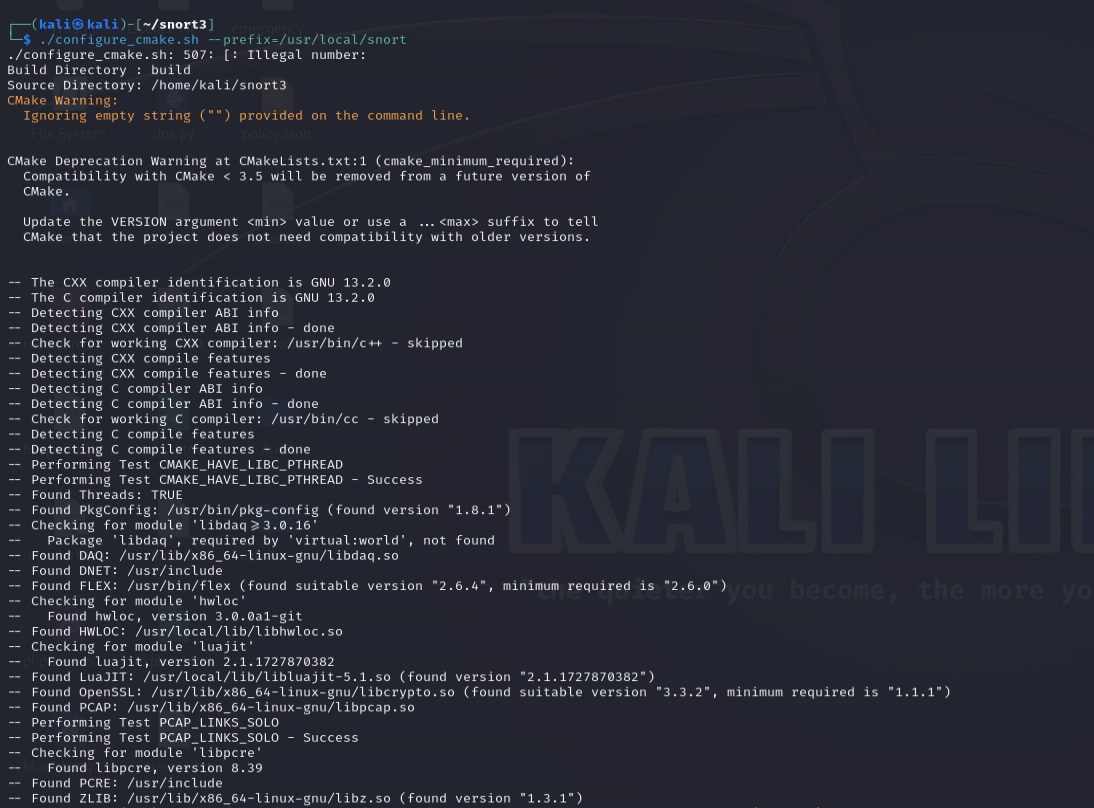 ┌──(kali㉿kali)-[~/snort3]
└─$ ./configure_cmake.sh --prefix=/usr/local/snort
./configure_cmake.sh: 507: [: Illegal number:
Build Directory : build
Source Directory: /home/kali/snort3
CMake Warning:
  Ignoring empty string ("") provided on the command line.
File System dns.py policy.json
CMake Deprecation Warning at CMakeLists.txt:1 (cmake_minimum_required):
  Compatibility with CMake < 3.5 will be removed from a future version of
  CMake.
  Update the VERSION argument <min> value or use a ...<max> suffix to tell
  CMake that the project does not need compatibility with older versions.
-- The CXX compiler identification is GNU 13.2.0
-- The C compiler identification is GNU 13.2.0
-- Detecting CXX compiler ABI info
-- Detecting CXX compiler ABI info - done
-- Check for working CXX compiler: /usr/bin/c++ - skipped
-- Detecting CXX compile features
-- Detecting CXX compile features - done
-- Detecting C compiler ABI info
-- Detecting C compiler ABI info - done
-- Check for working C compiler: /usr/bin/cc - skipped
-- Detecting C compile features
-- Detecting C compile features - done
-- Performing Test CMAKE_HAVE_LIBC_PTHREAD
-- Performing Test CMAKE_HAVE_LIBC_PTHREAD - Success
-- Found Threads: TRUE
-- Found PkgConfig: /usr/bin/pkg-config (found version "1.8.1")
-- Checking for module 'libdaq>=3.0.16'
--   Package 'libdaq', required by 'virtual:world', not found
-- Found DAQ: /usr/lib/x86_64-linux-gnu/libdaq.so
-- Found DNET: /usr/include
-- Found FLEX: /usr/bin/flex (found suitable version "2.6.4", minimum required is "2.6.0")
-- Checking for module 'hwloc'
--   Found hwloc, version 3.0.0a1-git
-- Found HWLOC: /usr/local/lib/libhwloc.so
-- Checking for module 'luajit'
--   Found luajit, version 2.1.1727870382
-- Found LuaJIT: /usr/local/lib/libluajit-5.1.so (found version "2.1.1727870382")
-- Found OpenSSL: /usr/lib/x86_64-linux-gnu/libcrypto.so (found suitable version "3.3.2", minimum required is "1.1.1")
-- Found PCAP: /usr/lib/x86_64-linux-gnu/libpcap.so
-- Performing Test PCAP_LINKS_SOLO
-- Performing Test PCAP_LINKS_SOLO - Success
-- Checking for module 'libpcre'
--   Found libpcre, version 8.39
-- Found PCRE: /usr/include
-- Found ZLIB: /usr/lib/x86_64-linux-gnu/libz.so (found version "1.3.1")
KALI LI
"the quieter you become, the more yo